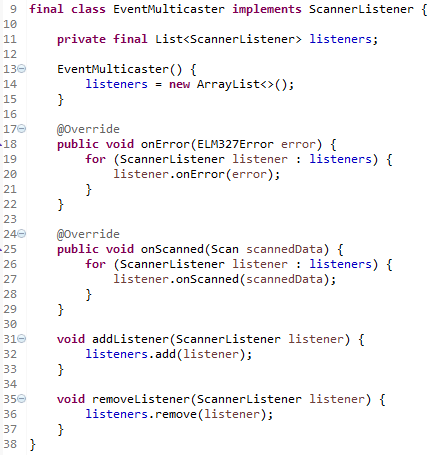 9 final class EventMulticaster implements ScannerListener {
10
11     private final List<ScannerListener> listeners;
12
13     EventMulticaster() {
14         listeners = new ArrayList<>();
15     }
16
17     @Override
18     public void onError(ELM327Error error) {
19         for (ScannerListener listener : listeners) {
20             listener.onError(error);
21         }
22     }
23
24     @Override
25     public void onScanned(Scan scannedData) {
26         for (ScannerListener listener : listeners) {
27             listener.onScanned(scannedData);
28         }
29     }
30
31     void addListener(ScannerListener listener) {
32         listeners.add(listener);
33     }
34
35     void removeListener(ScannerListener listener) {
36         listeners.remove(listener);
37     }
38 }